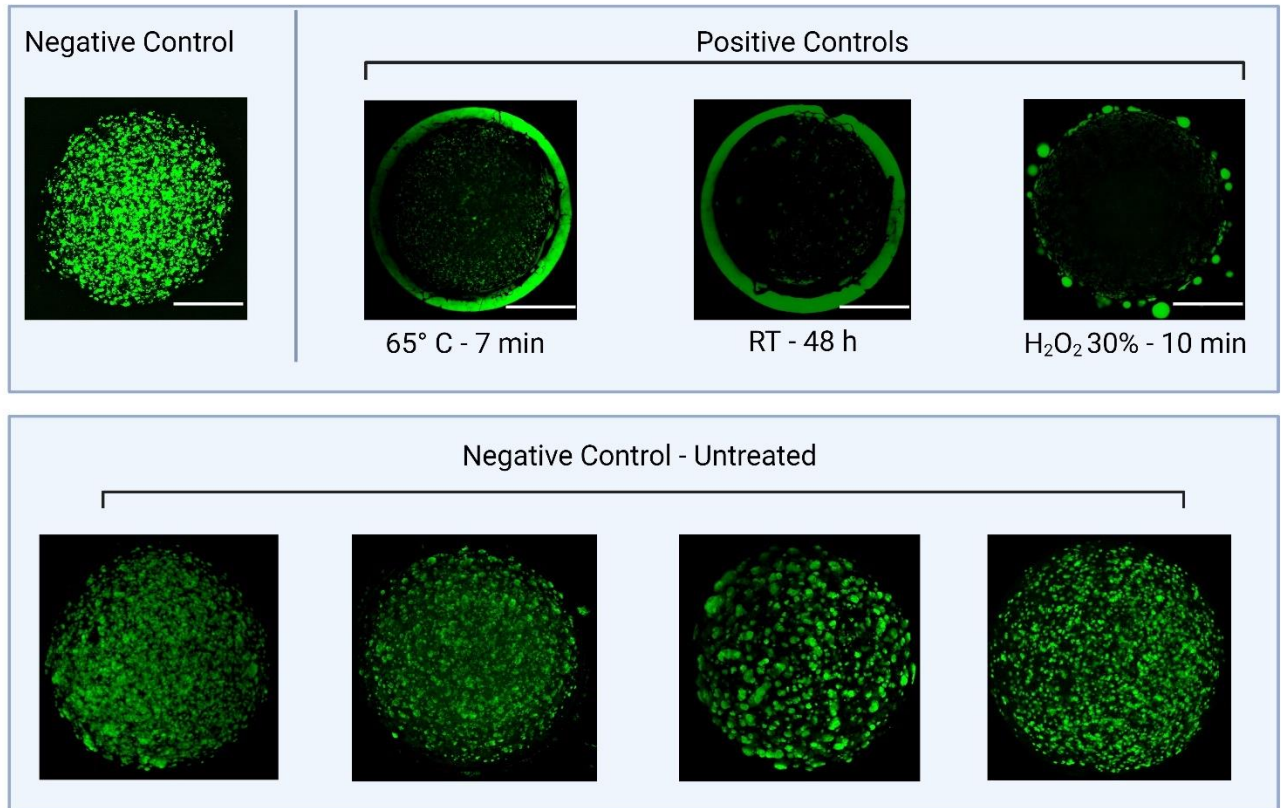 Negative Control
Positive Controls
65° C - 7 min
RT - 48 h
H₂O₂ 30% - 10 min
Negative Control - Untreated